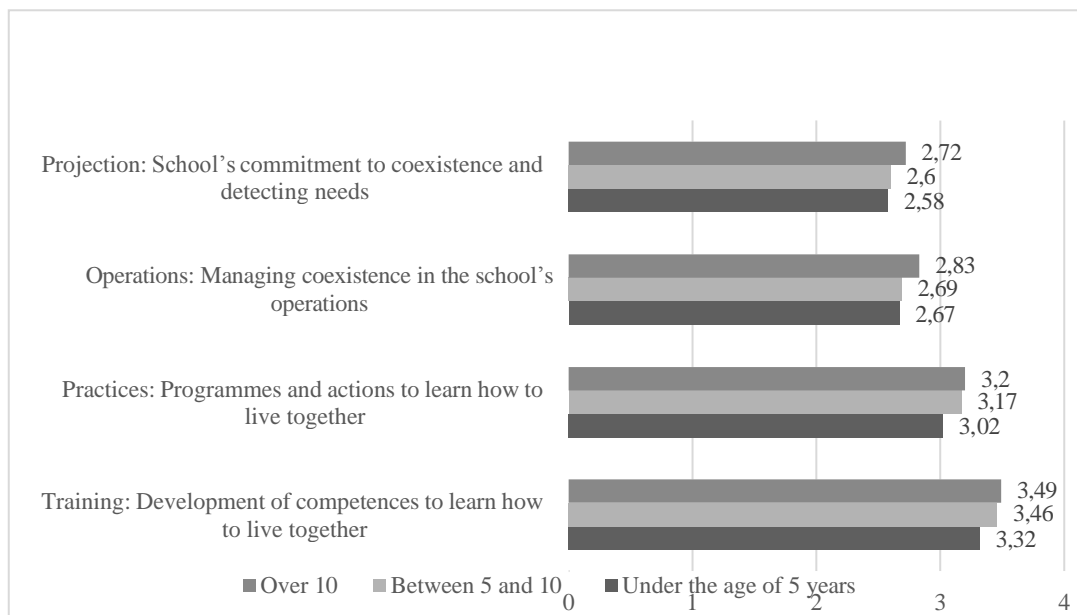 Projection: School’s commitment to coexistence and
detecting needs
2,72
2,6
2,58
Operations: Managing coexistence in the school’s
operations
2,83
2,69
2,67
Practices: Programmes and actions to learn how to
live together
3,2
3,17
3,02
Training: Development of competences to learn how
to live together
3,49
3,46
3,32
Over 10 Between 5 and 10 Under the age of 5 years
0 1 2 3 4